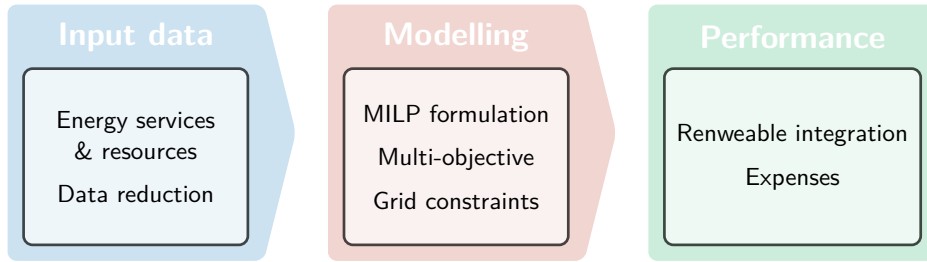 Input data
Energy services
& resources
Data reduction
Modelling
MILP formulation
Multi-objective
Grid constraints
Performance
Renweable integration
Expenses